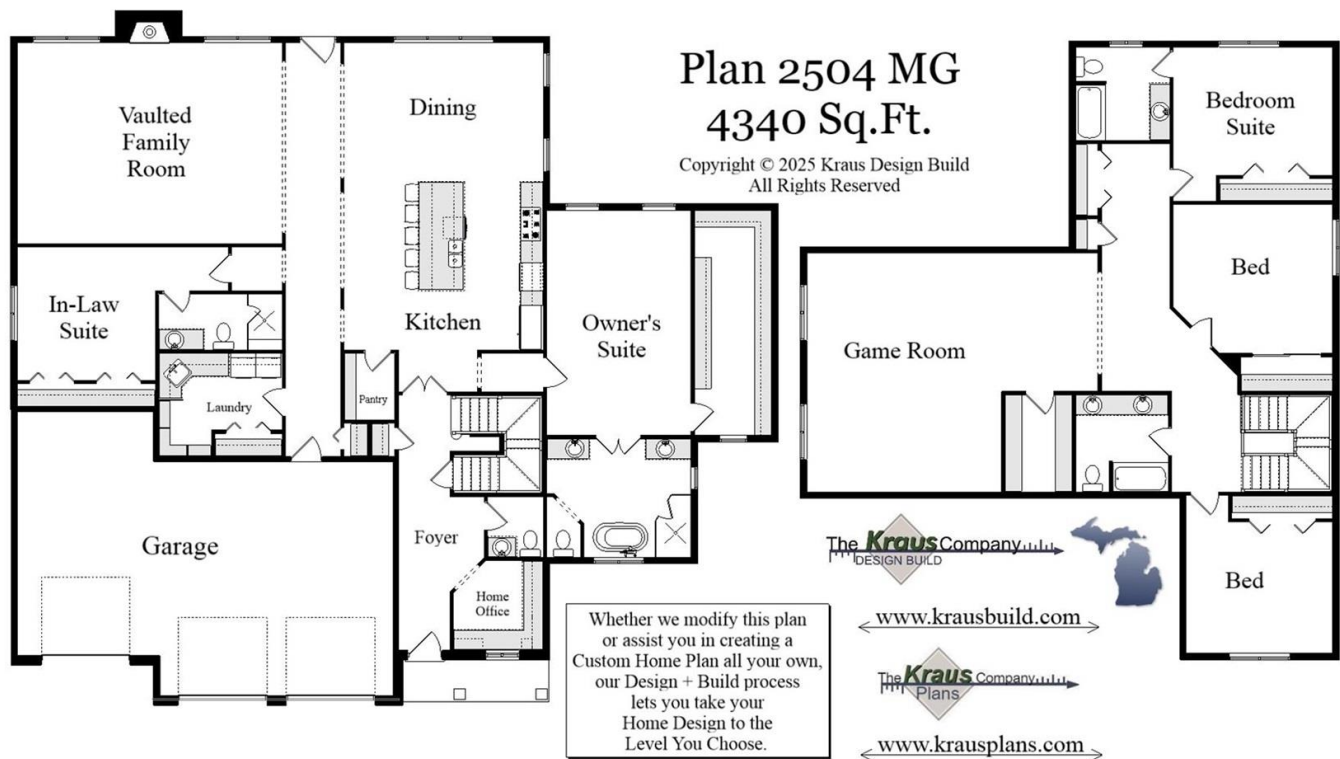 Plan 2504 MG
4340 Sq.Ft.
Copyright © 2025 Kraus Design Build
All Rights Reserved
Vaulted
Family
Room
Dining
Kitchen
In-Law
Suite
Laundry
Pantry
Owner's
Suite
Garage
Foyer
Home
Office
Bedroom
Suite
Bed
Game Room
Bed
Whether we modify this plan
or assist you in creating a
Custom Home Plan all your own,
our Design + Build process
lets you take your
Home Design to the
Level You Choose.
The Kraus Company
DESIGN BUILD
www.krausbuild.com
The Kraus Company
Plans
www.krausplans.com